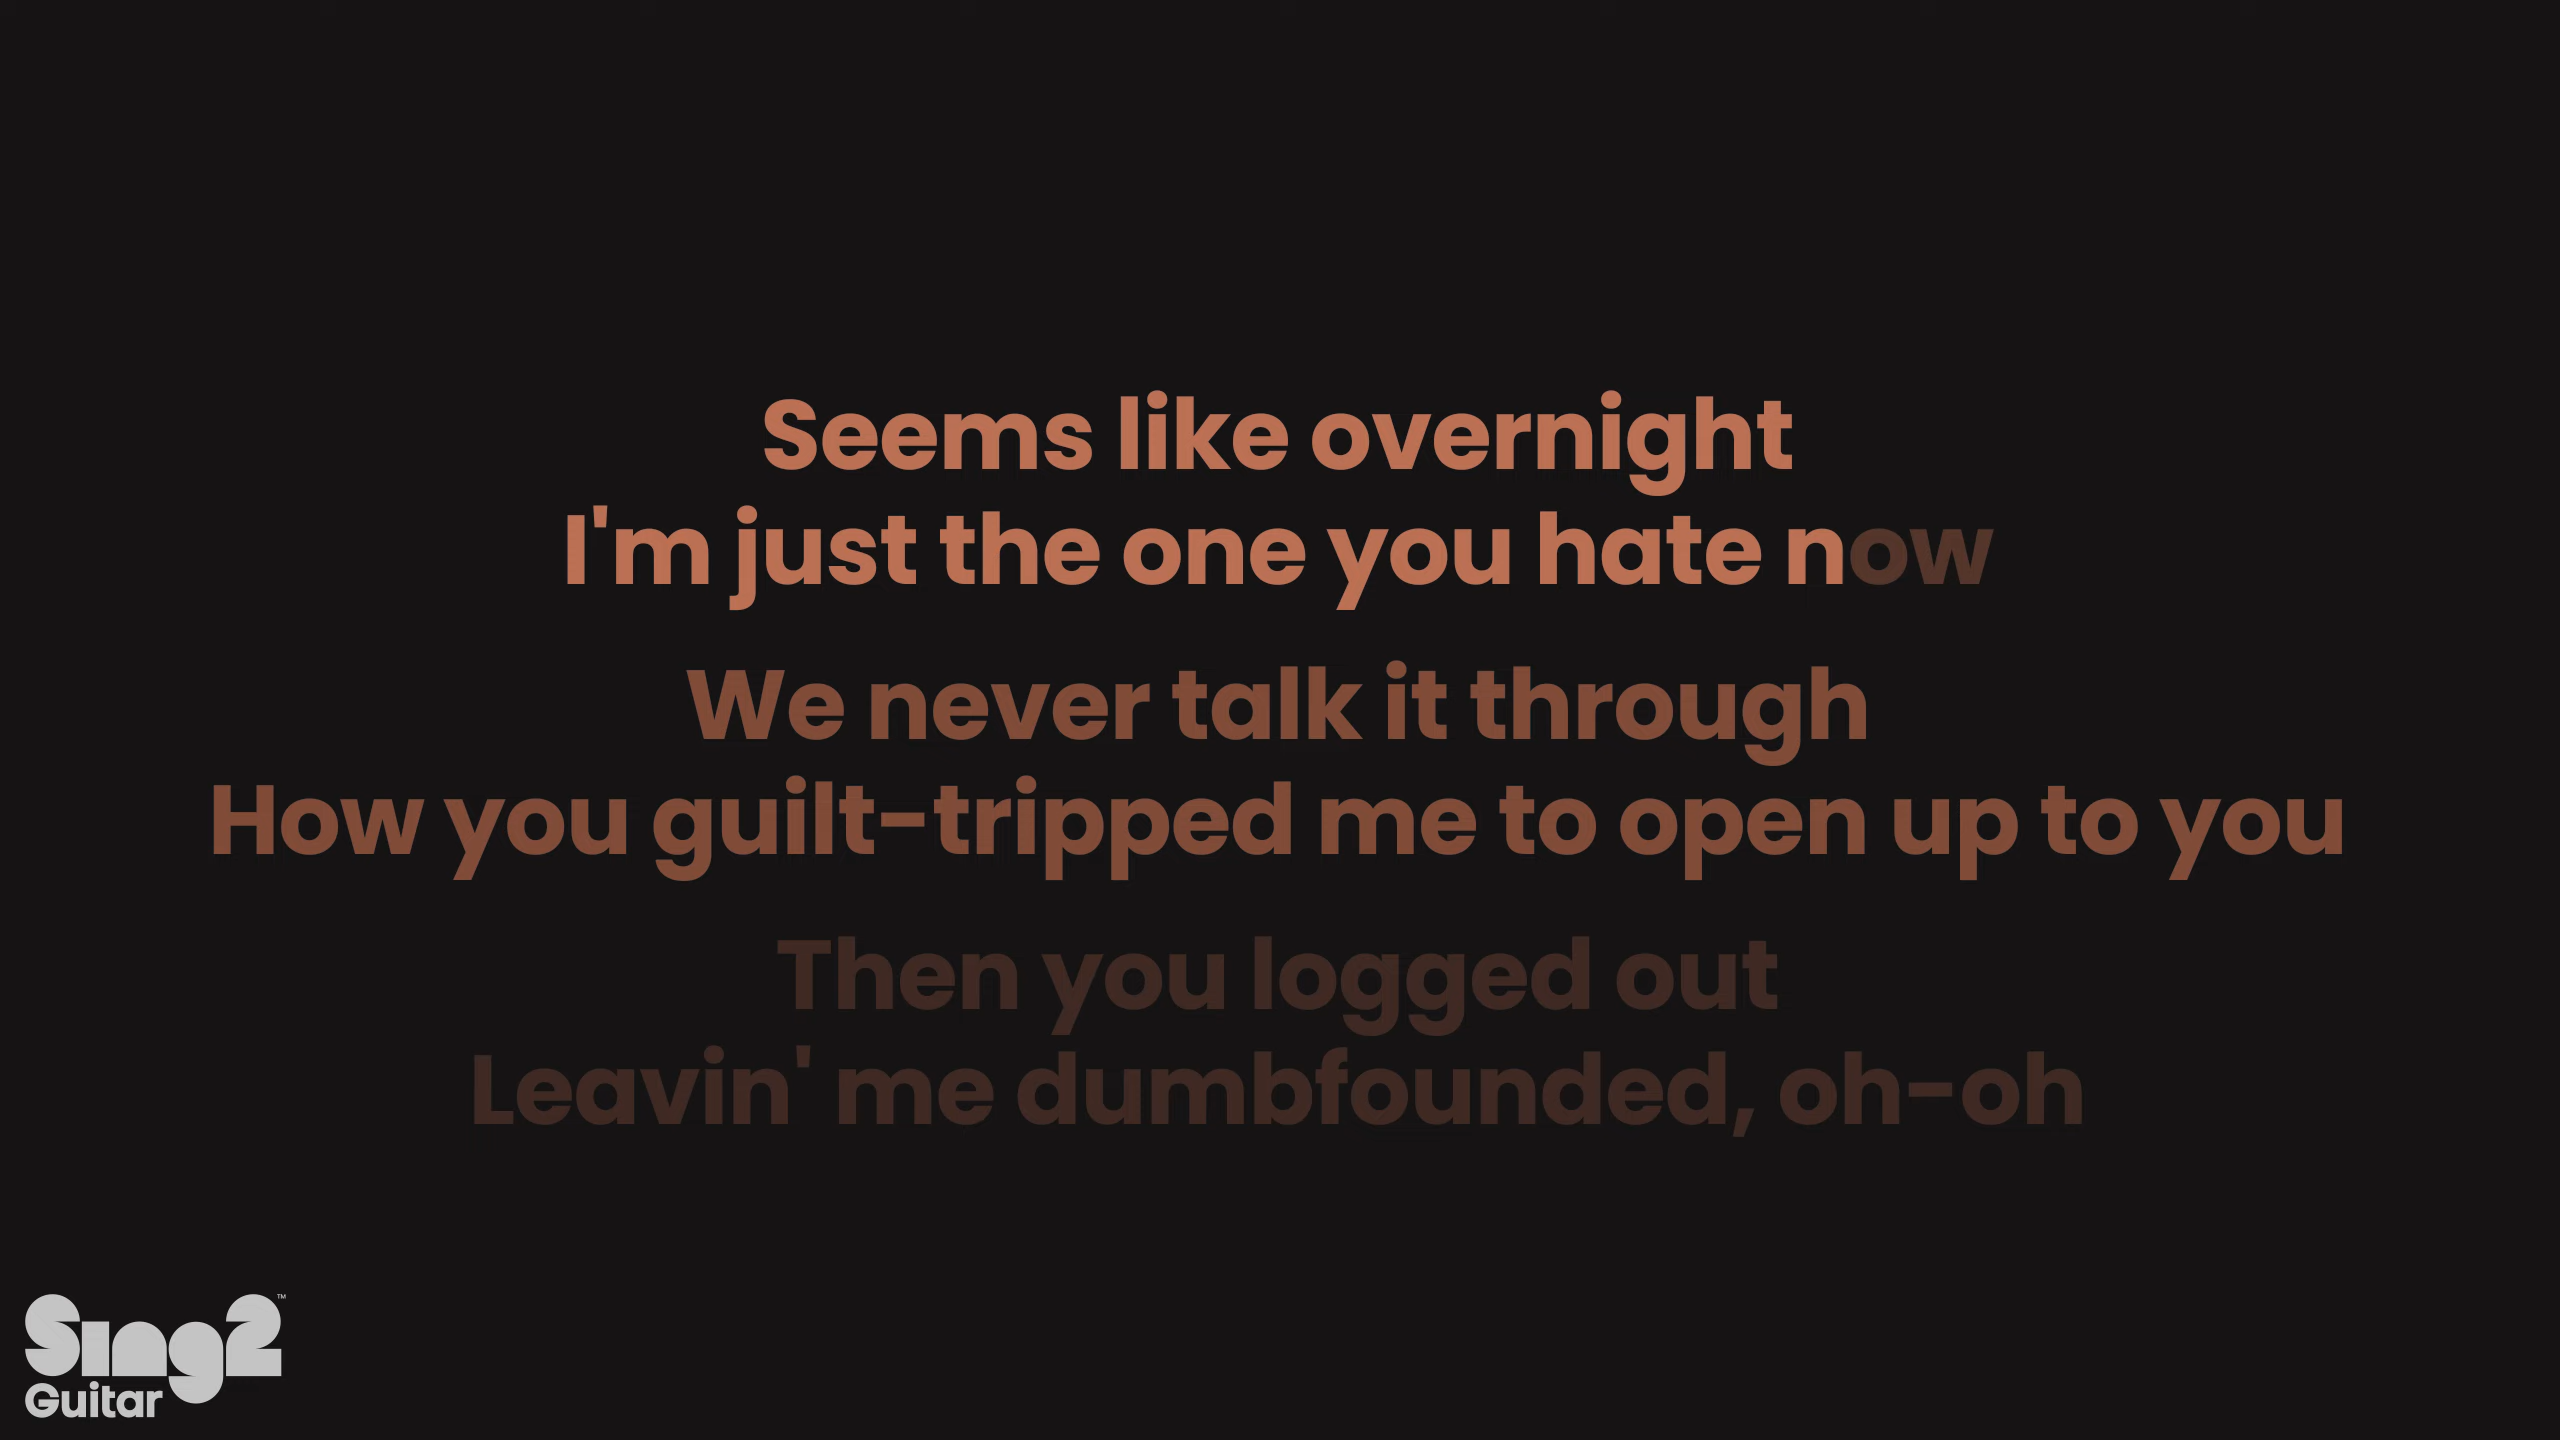 Seems like overnight
I'm just the one you hate now
We never talk it through
How you guilt-tripped me to open up to you
Then you logged out
Leavin' me dumbfounded, oh-oh
Sing2™
Guitar